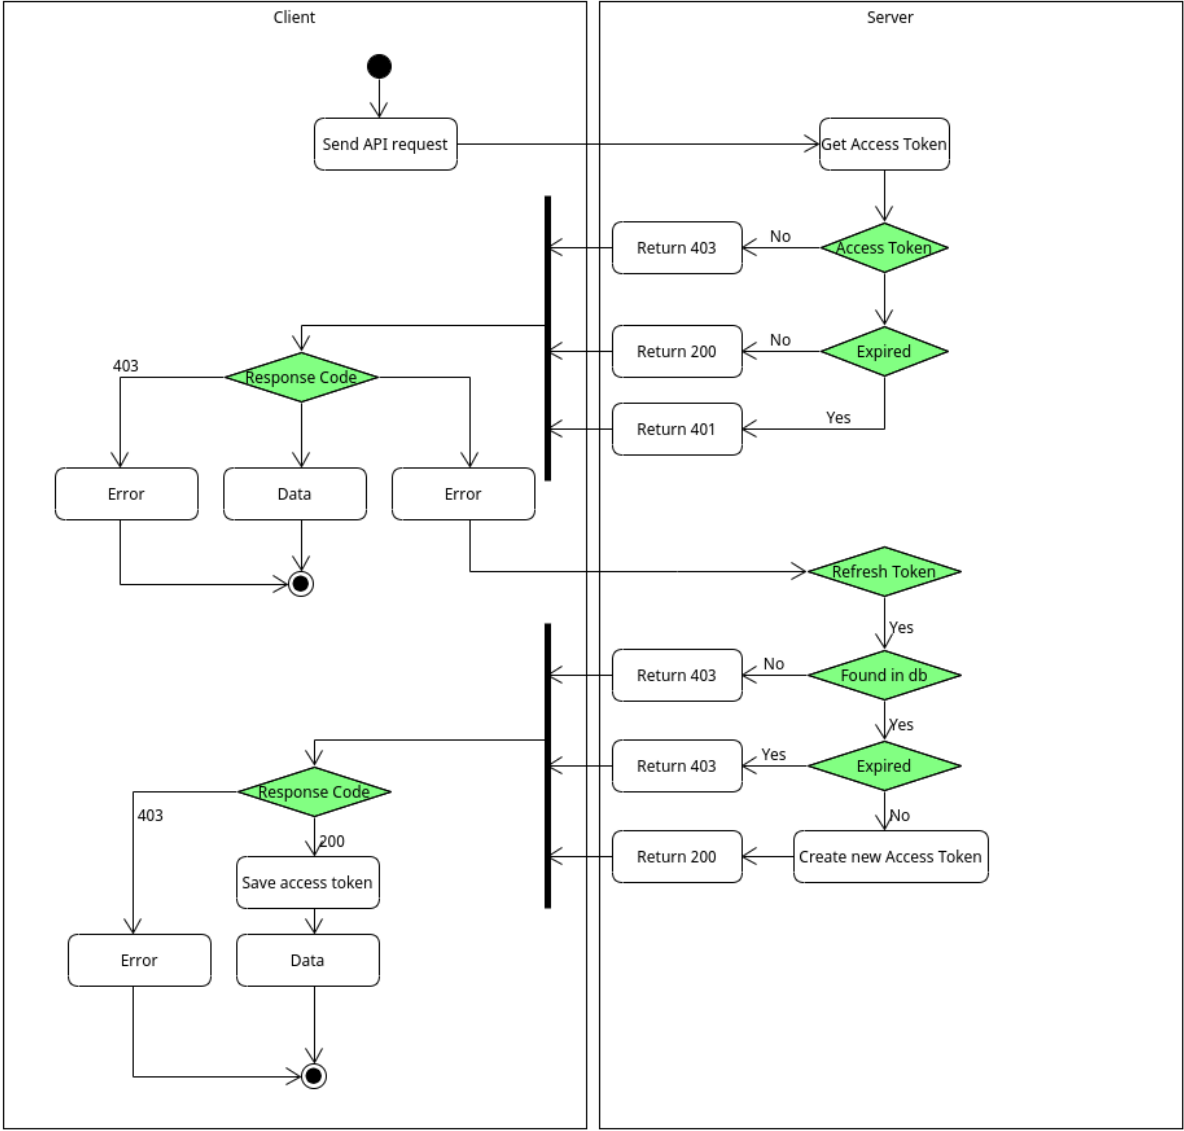 Client
Server
Send API request
Get Access Token
Return 403
No
Access Token
Return 200
No
Expired
403
Response Code
Return 401
Yes
Error
Data
Error
Refresh Token
Yes
Return 403
No
Found in db
Yes
Return 403
Yes
Expired
Response Code
403
No
200
Return 200
Create new Access Token
Save access token
Error
Data